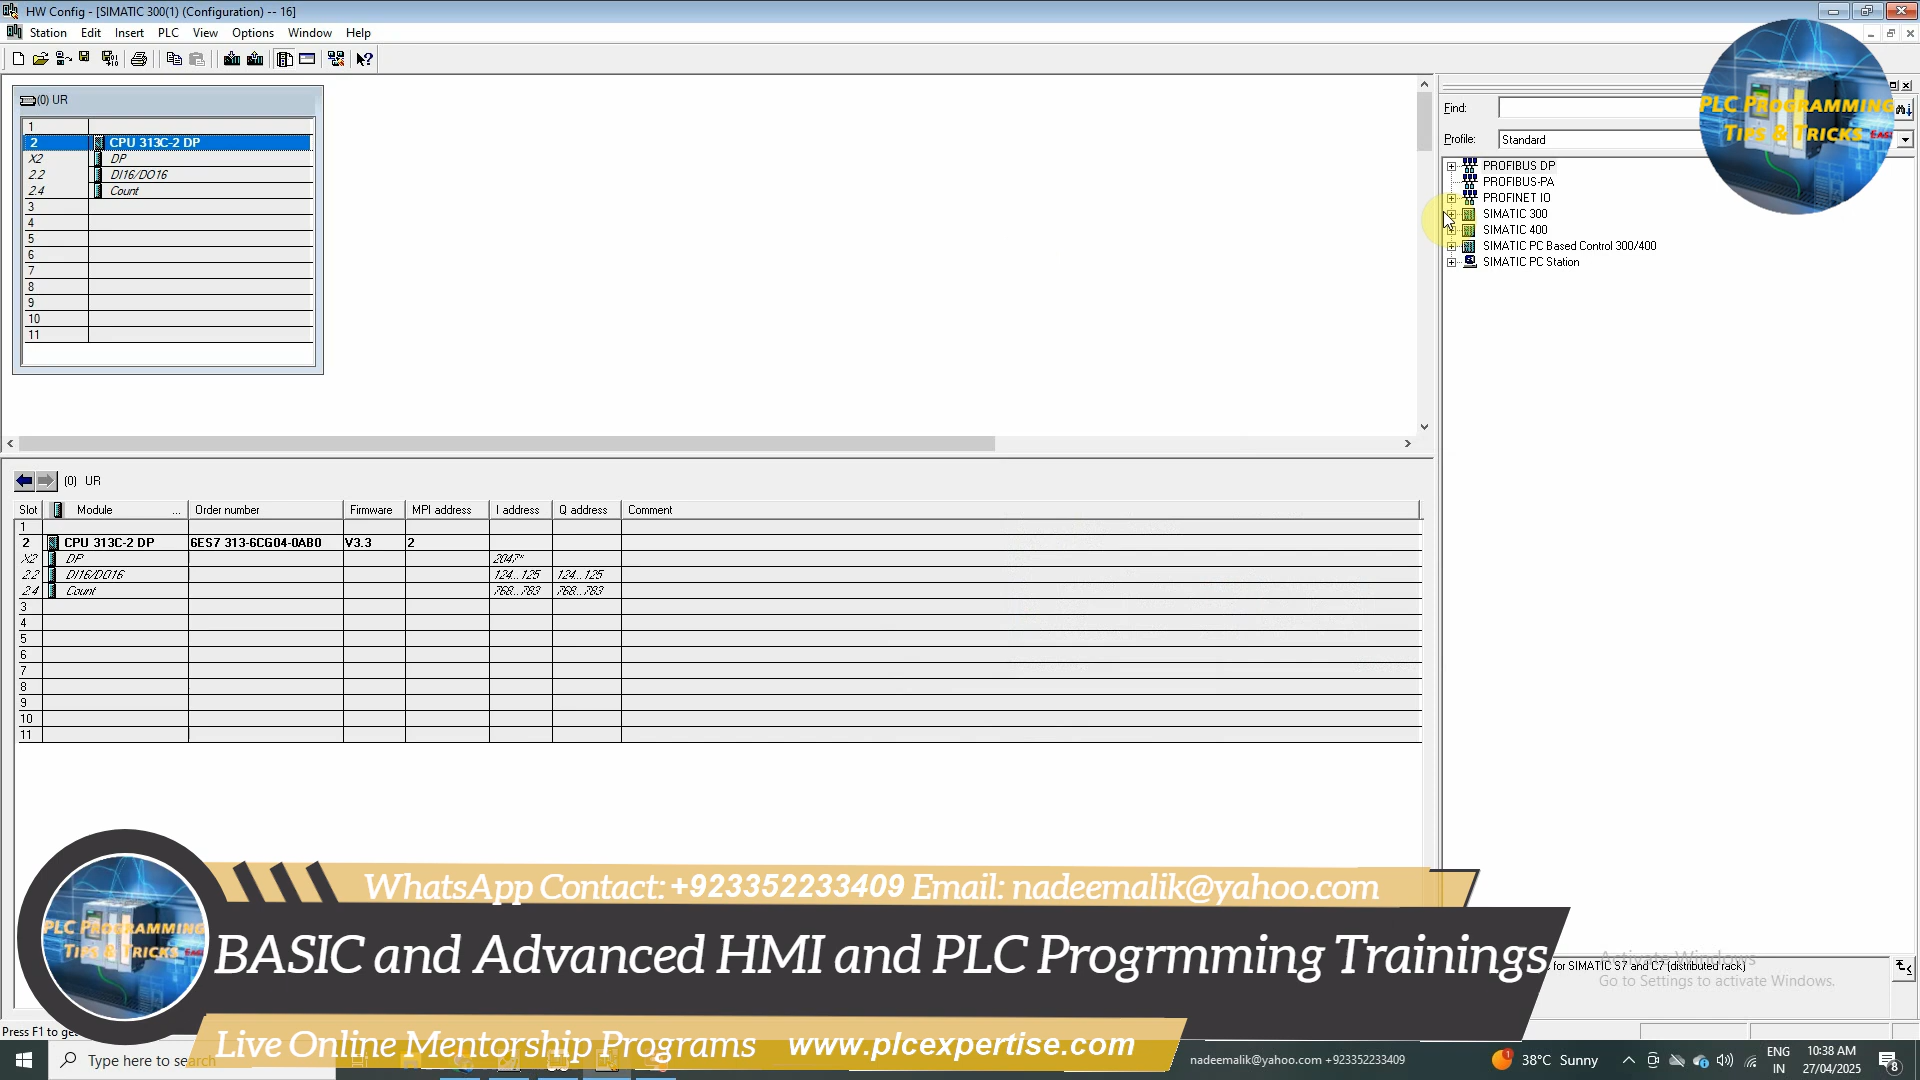 HW Config - [SIMATIC 300(1) (Configuration) -- 16]
Station Edit Insert PLC View Options Window Help
(0) UR
1
2 CPU 313C-2 DP
X2 DP
2.2 DI16/DO16
2.4 Count
3
4
5
6
7
8
9
10
11
Find:
Profile: Standard
PROFIBUS DP
PROFIBUS-PA
PROFINET IO
SIMATIC 300
SIMATIC 400
SIMATIC PC Based Control 300/400
SIMATIC PC Station
PLC PROGRAMMING
TIPS & TRICKS EASY
(0) UR
Slot Module ... Order number Firmware MPI address I address Q address Comment
1
2 CPU 313C-2 DP 6ES7 313-6CG04-0AB0 V3.3 2
X2 DP 2047*
2.2 DI16/DO16 124...125 124...125
2.4 Count 768...783 768...783
3
4
5
6
7
8
9
10
11
WhatsApp Contact: +923352233409 Email: nadeemalik@yahoo.com
PLC PROGRAMMING
TIPS & TRICKS
BASIC and Advanced HMI and PLC Progrmming Trainings
Live Online Mentorship Programs www.plcexpertise.com
for SIMATIC S7 and C7 (distributed rack)
Activate Windows
Go to Settings to activate Windows.
Press F1 to ge
Type here to search
nadeemalik@yahoo.com +923352233409
38°C Sunny
ENG
IN
10:38 AM
27/04/2025
8